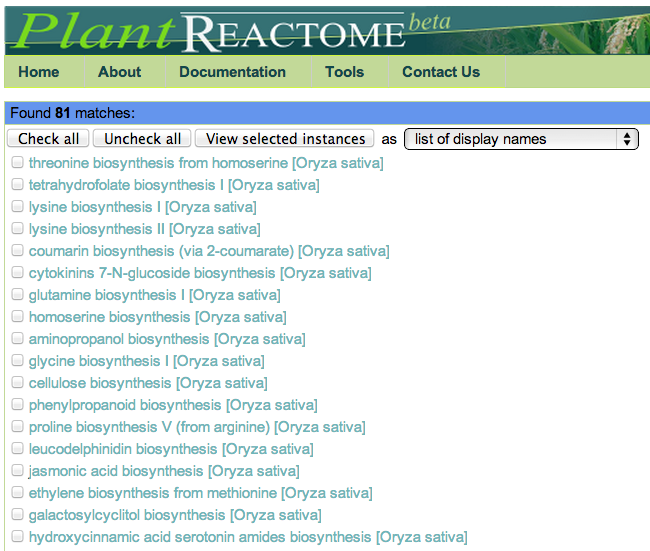 Plant REACTOME beta
Home About Documentation Tools Contact Us
Found 81 matches:
Check all Uncheck all View selected instances as list of display names
threonine biosynthesis from homoserine [Oryza sativa]
tetrahydrofolate biosynthesis I [Oryza sativa]
lysine biosynthesis I [Oryza sativa]
lysine biosynthesis II [Oryza sativa]
coumarin biosynthesis (via 2-coumarate) [Oryza sativa]
cytokinins 7-N-glucoside biosynthesis [Oryza sativa]
glutamine biosynthesis I [Oryza sativa]
homoserine biosynthesis [Oryza sativa]
aminopropanol biosynthesis [Oryza sativa]
glycine biosynthesis I [Oryza sativa]
cellulose biosynthesis [Oryza sativa]
phenylpropanoid biosynthesis [Oryza sativa]
proline biosynthesis V (from arginine) [Oryza sativa]
leucodelphinidin biosynthesis [Oryza sativa]
jasmonic acid biosynthesis [Oryza sativa]
ethylene biosynthesis from methionine [Oryza sativa]
galactosylcyclitol biosynthesis [Oryza sativa]
hydroxycinnamic acid serotonin amides biosynthesis [Oryza sativa]